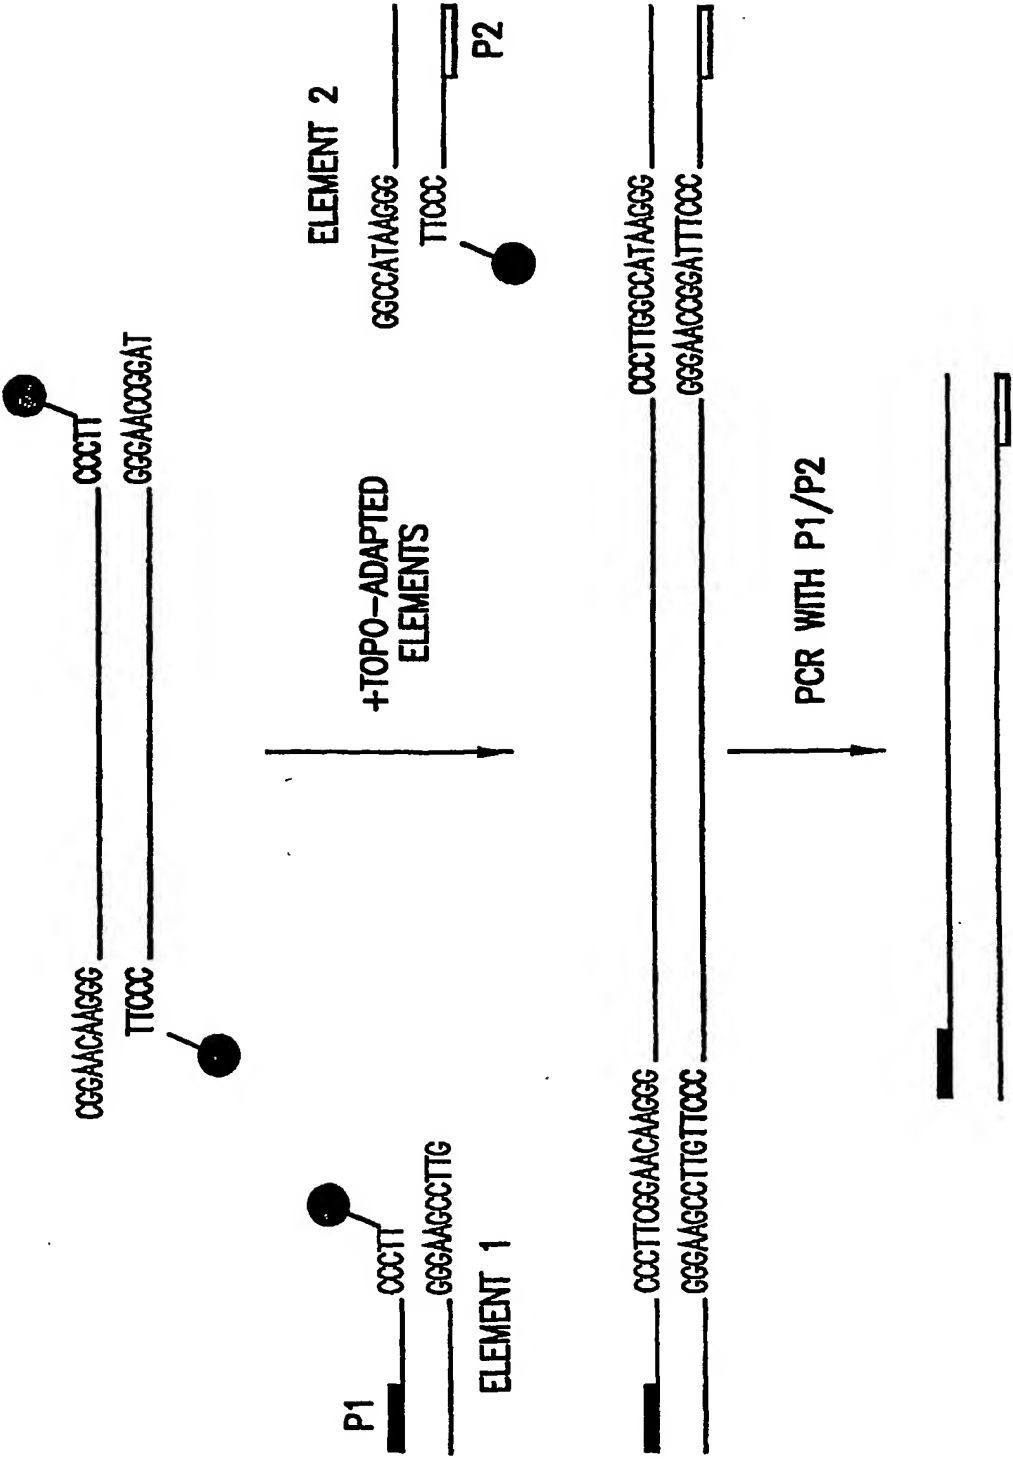 CGGAACAAGGG CCCTT
TTCCC GGGAACCGGAT
+TOPO-ADAPTED
ELEMENTS
P1
CCCTT
GGGAAGCCTTG
ELEMENT 1
ELEMENT 2
GGCCATAAGGG
TTCCC
P2
CCCTTCGGAACAAGGG CCCTTGGCCATAAGGG
GGGAAGCCTTGTTCCC GGGAACCGGATTTCCC
PCR WITH P1/P2